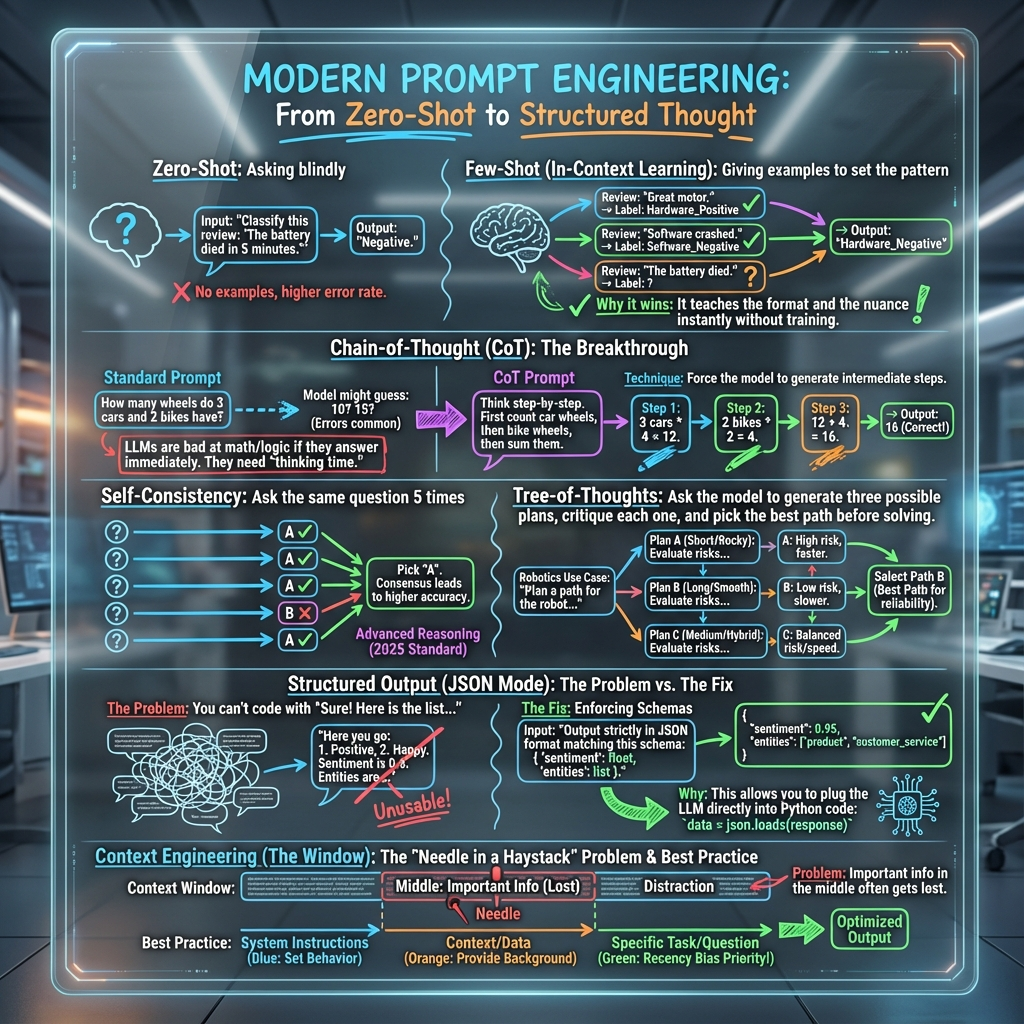 MODERN PROMPT ENGINEERING:
From Zero-Shot to Structured Thought
Zero-Shot: Asking blindly
?
Input: "Classify this
review: "The battery
died in 5 minutes."
Output:
"Negative."
No examples, higher error rate.
Few-Shot (In-Context Learning): Giving examples to set the pattern
Review: "Great motor."
→ Label: Hardware_Positive
Review: "Software crashed."
→ Label: Seftware_Negative
Review: "The battery died."
→ Label: ?
?
→ Output:
"Hardware_Negative"
Why it wins: It teaches the format and the nuance
instantly without training.
!
Chain-of-Thought (CoT): The Breakthrough
Standard Prompt
How many wheels do 3
cars and 2 bikes have?
Model might guess:
10? 15?
(Errors common)
LLMs are bad at math/logic if they answer
immediately. They need "thinking time."
CoT Prompt
Think step-by-step.
First count car wheels,
then bike wheels,
then sum them.
Technique: Force the model to generate intermediate steps.
Step 1:
3 cars *
4 = 12.
Step 2:
2 bikes *
2 = 4.
Step 3:
12 + 4.
= 16.
→ Output:
16 (Correct!)
Self-Consistency: Ask the same question 5 times
? A
? A
? A
? B
? A
Pick "A".
Consensus leads
to higher accuracy.
Advanced Reasoning
(2025 Standard)
Tree-of-Thoughts: Ask the model to generate three possible
plans, critique each one, and pick the best path before solving.
Robotics Use Case:
"Plan a path for
the robot..."
Plan A (Short/Rocky):
Evaluate risks...
Plan B (Long/Smooth):
Evaluate risks...
Plan C (Medium/Hybrid):
Evaluate risks...
A: High risk,
faster.
B: Low risk,
slower.
C: Balanced
risk/speed.
Salect Path B
(Best Path for
reliability).
Structured Output (JSON Mode): The Problem vs. The Fix
The Problem: You can't code with "Sure! Here is the list..."
"Here you go:
1. Positive, 2. Happy,
Sentiment is 0.8.
Entities are
Unusable!
The Fis: Enforcing Schemas
Input: "Output strictly in JSON
format matching this schema:
{ "sentiment": floet,
"entities": list }."
{
"sentiment": 0.95,
"entities": ["product", "customer_service"]
}
Why: This allows you to plug the
LLM directly into Python code:
`data = json.loads(response)`
Context Engineering (The Window): The "Needle in a Haystack" Problem & Best Practice
Context Window:
Middle: Important Info (Lost)
Distraction
Needle
Problem: Important info in
the middle often gets lost.
Best Practice:
System Instructions
(Blue: Set Behavior)
Context/Data
(Orange: Provide Background)
Specific Task/Question
(Green: Recency Bias Prierity!)
Optimized
Output